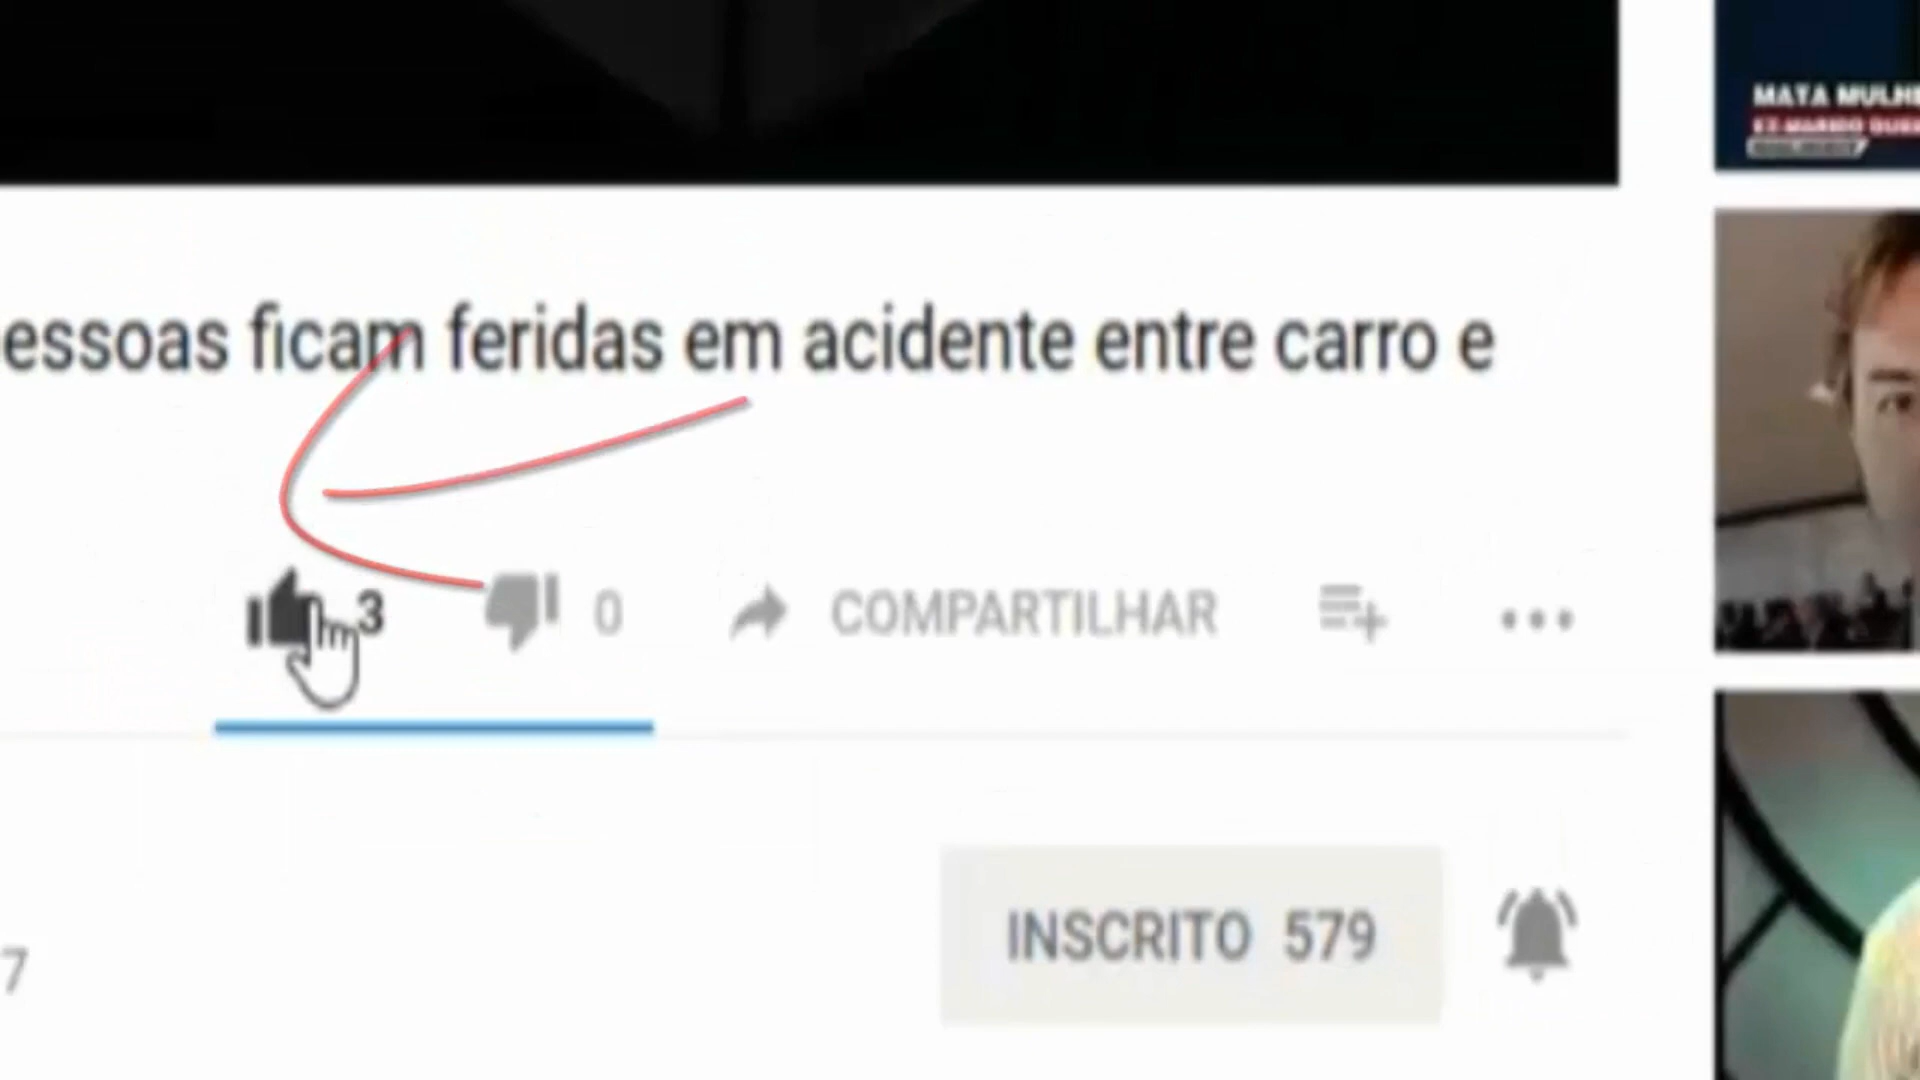 MATA MULHE
essoas ficam feridas em acidente entre carro e
3 0 COMPARTILHAR
INSCRITO 579
7